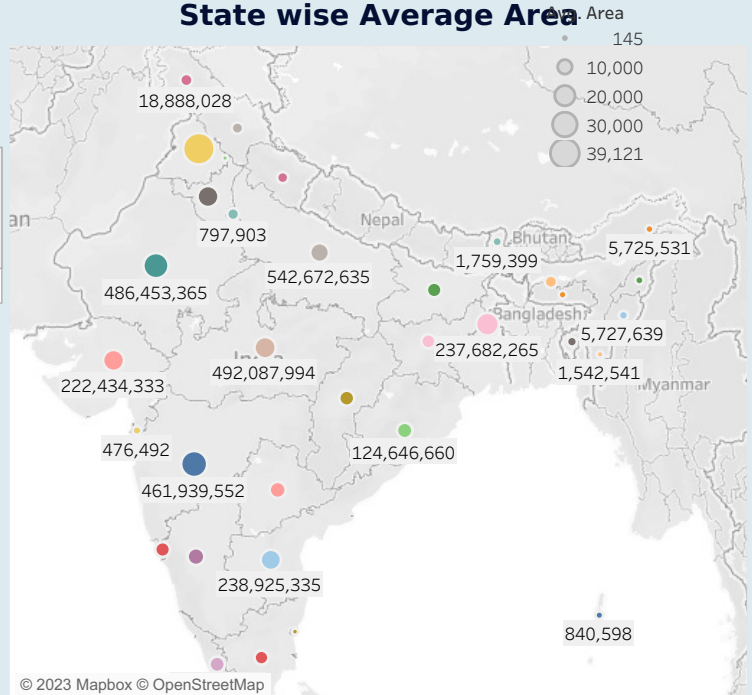 State wise Average Area
Avg. Area
145
10,000
20,000
30,000
39,121
18,888,028
an
Nepal
797,903
Bhutan
5,725,531
1,759,399
542,672,635
486,453,365
Bangladesh
237,682,265
5,727,639
India
492,087,994
1,542,541
222,434,333
Myanmar
476,492
124,646,660
461,939,552
238,925,335
840,598
© 2023 Mapbox © OpenStreetMap